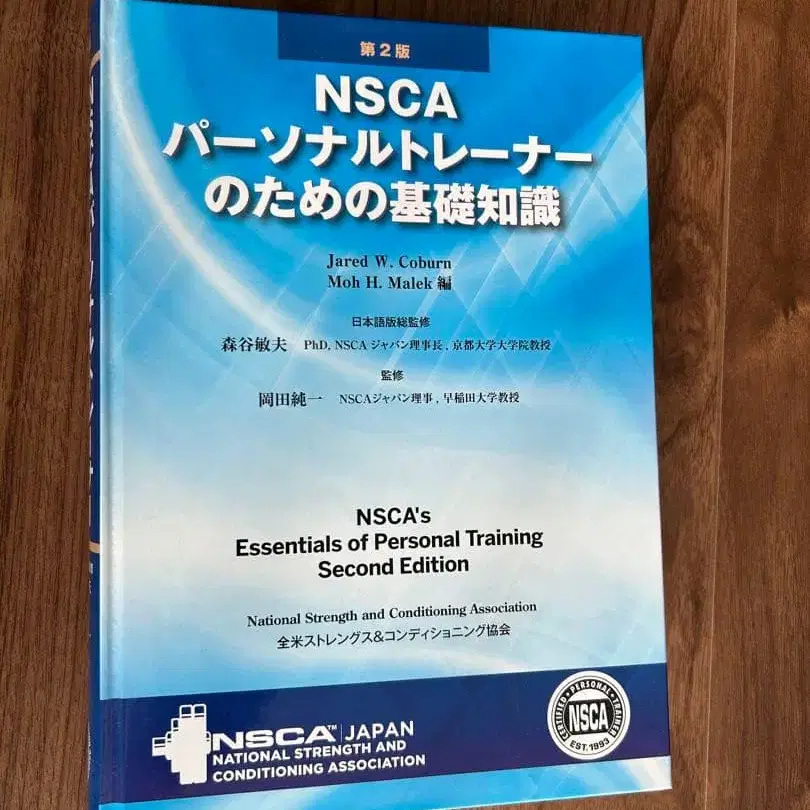 第2版
NSCA
パーソナルトレーナー
のための基礎知識
Jared W. Coburn
Moh H. Malek 編
日本語版総監修
森谷敏夫 PhD, NSCA ジャパン理事長, 京都大学大学院教授
監修
岡田純一 NSCAジャパン理事, 早稲田大学教授
NSCA's
Essentials of Personal Training
Second Edition
National Strength and Conditioning Association
全米ストレングス&コンディショニング協会
NSCA™ JAPAN
NATIONAL STRENGTH AND
CONDITIONING ASSOCIATION
CERTIFIED • PERSONAL • TRAINER
NSCA
EST. 1993